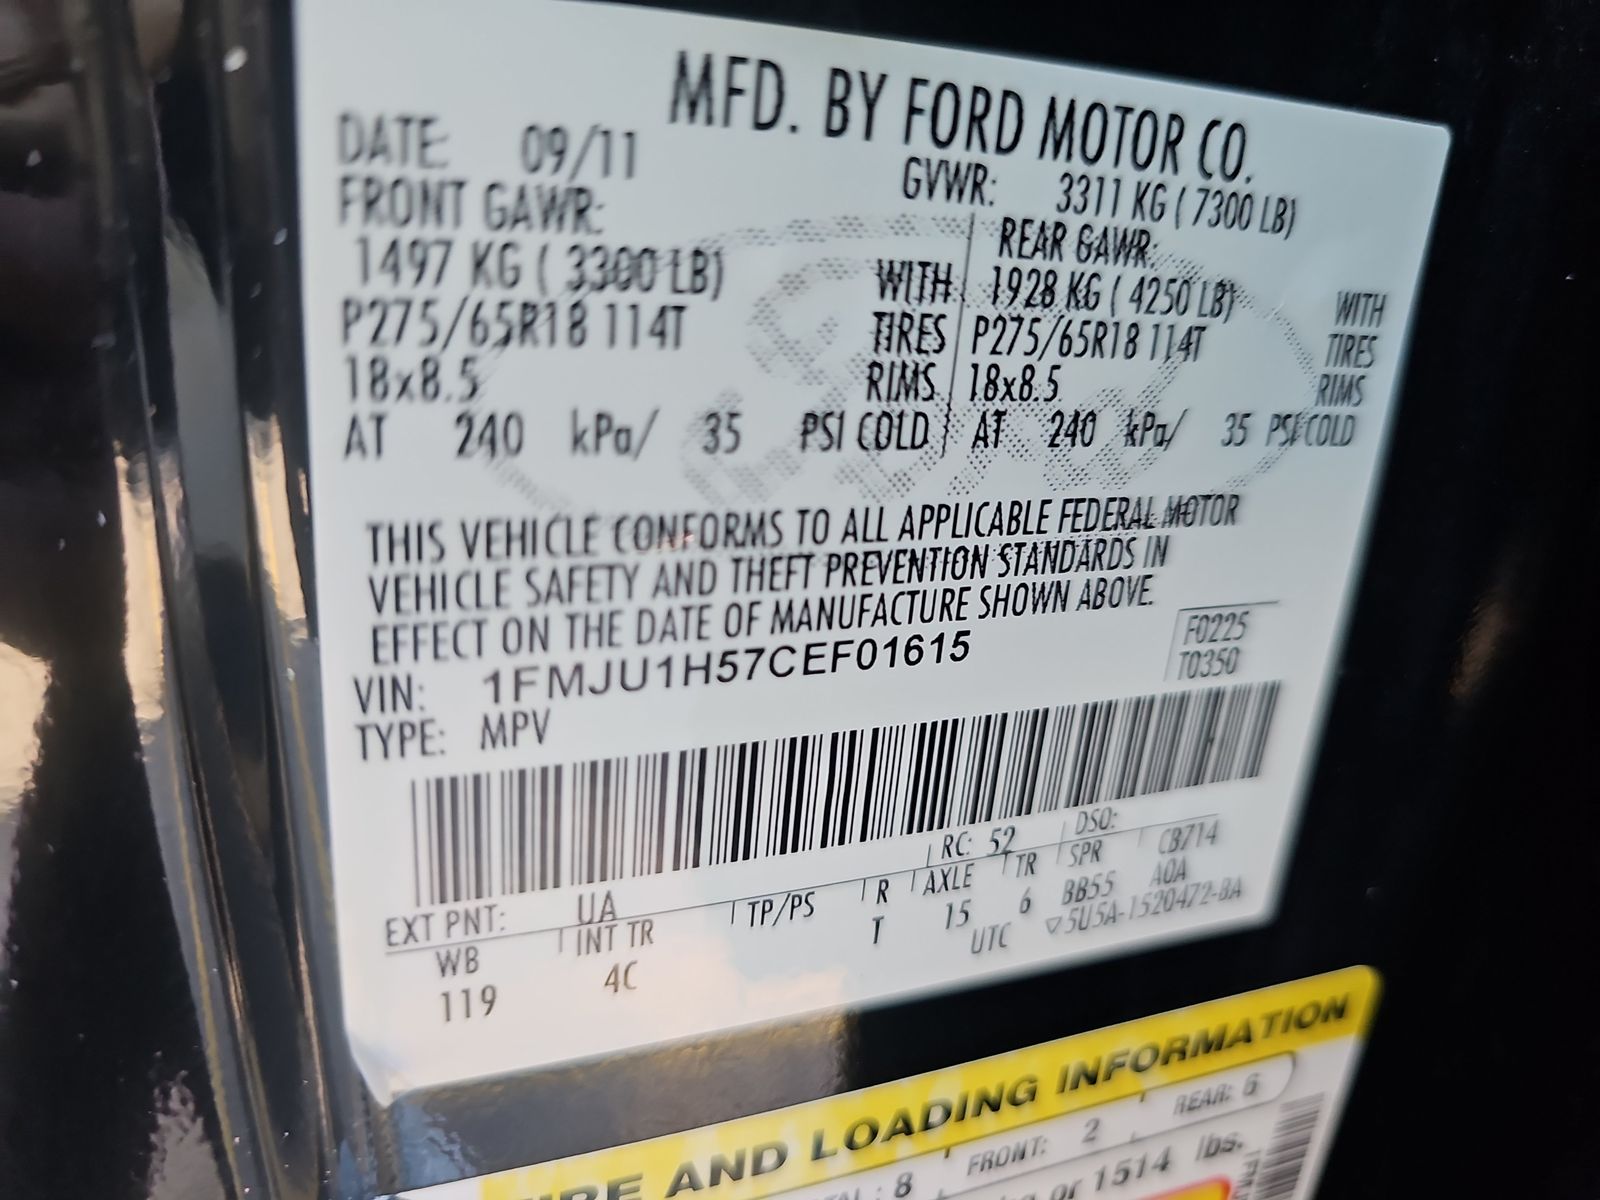 MFD. BY FORD MOTOR CO.
DATE: 09/11 GVWR: 3311 KG ( 7300 LB)
FRONT GAWR: REAR GAWR:
1497 KG ( 3300 LB) WITH 1928 KG ( 4250 LB) WITH
P275/65R18 114T TIRES P275/65R18 114T TIRES
18x8.5 RIMS 18x8.5 RIMS
AT 240 kPa/ 35 PSI COLD AT 240 kPa/ 35 PSI COLD
THIS VEHICLE CONFORMS TO ALL APPLICABLE FEDERAL MOTOR
VEHICLE SAFETY AND THEFT PREVENTION STANDARDS IN
EFFECT ON THE DATE OF MANUFACTURE SHOWN ABOVE.
F0225
VIN: 1FMJU1H57CEF01615 T0350
TYPE: MPV
EXT PNT: UA RC: 52 DSO: CB714
WB INT TR TP/PS R AXLE TR SPR A0A
119 4C T 15 6 BB55
UTC ▽5U5A-1520472-BA
TIRE AND LOADING INFORMATION
8 FRONT: 2 REAR: 6
or 1514 lbs.